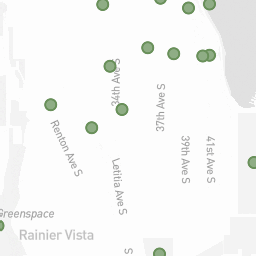 34th Ave S
37th Ave S
39th Ave S
41st Ave S
Renton Ave S
Letitia Ave S
Greenspace
Rainier Vista
S